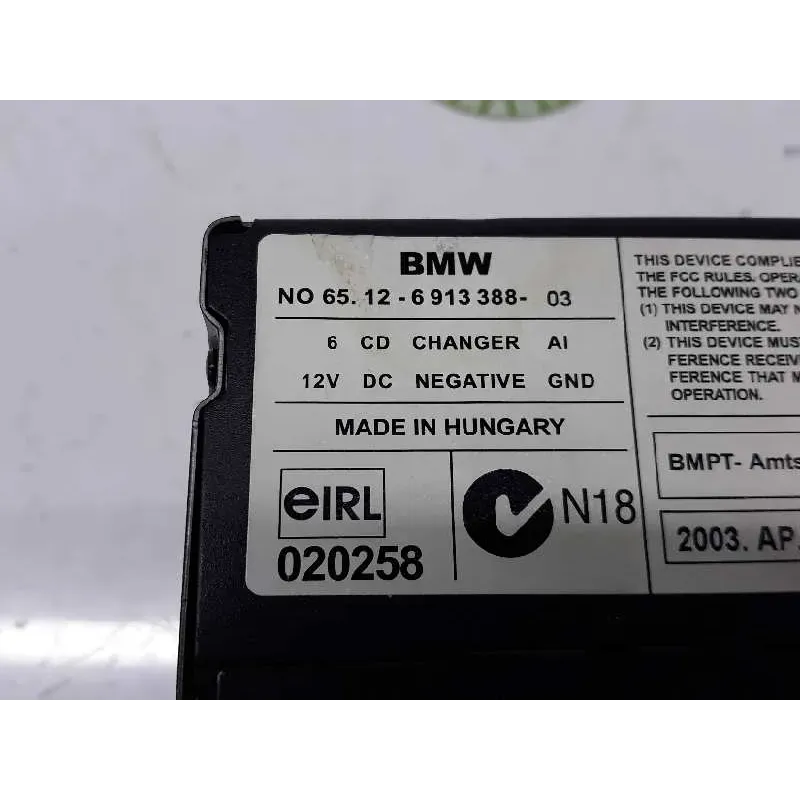 BMW
NO 65. 12 - 6 913 388- 03
6 CD CHANGER AI
12V DC NEGATIVE GND
MADE IN HUNGARY
eIRL
020258
N18
THIS DEVICE COMPLIE
THE FCC RULES. OPERA
THE FOLLOWING TWO
(1) THIS DEVICE MAY N
INTERFERENCE.
(2) THIS DEVICE MUS
FERENCE RECEIV
FERENCE THAT M
OPERATION.
BMPT- Amts
2003. AP.